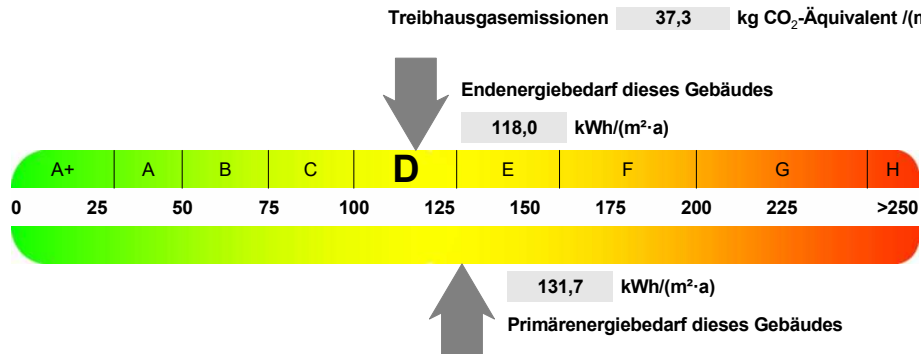 Treibhausgasemissionen 37,3 kg CO₂-Äquivalent /(m
Endenergiebedarf dieses Gebäudes
118,0 kWh/(m²·a)
A+ A B C D E F G H
0 25 50 75 100 125 150 175 200 225 >250
131,7 kWh/(m²·a)
Primärenergiebedarf dieses Gebäudes